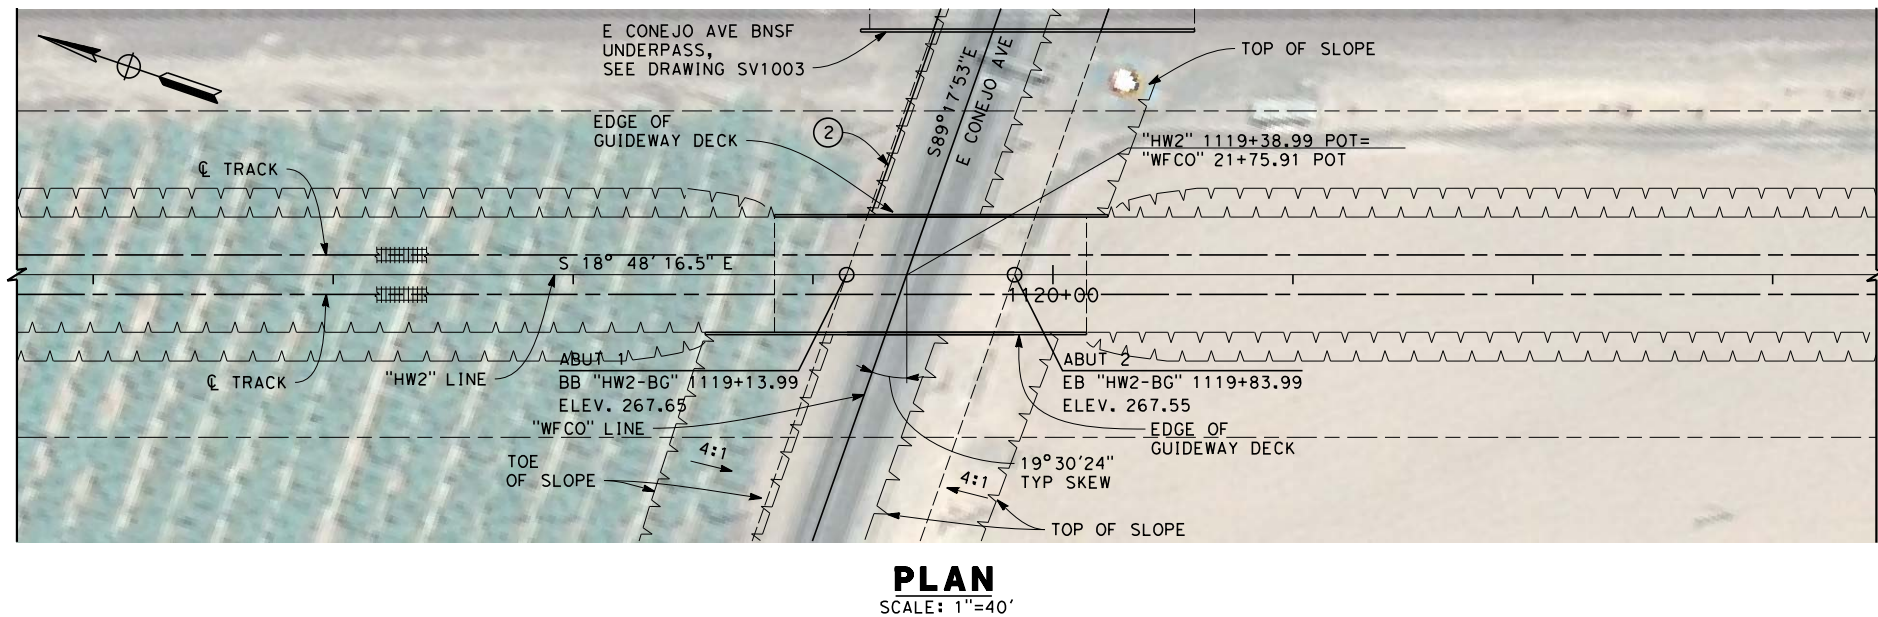 E CONEJO AVE BNSF
UNDERPASS,
SEE DRAWING SV1003
TOP OF SLOPE
S89°17'53"E
E CONEJO AVE
EDGE OF
GUIDEWAY DECK
2
"HW2" 1119+38.99 POT=
"WFCO" 21+75.91 POT
℄ TRACK
S 18° 48' 16.5" E
1120+00
℄ TRACK
"HW2" LINE
ABUT 1
BB "HW2-BG" 1119+13.99
ELEV. 267.65
ABUT 2
EB "HW2-BG" 1119+83.99
ELEV. 267.55
"WFCO" LINE
EDGE OF
GUIDEWAY DECK
4:1
TOE
OF SLOPE
19°30'24"
TYP SKEW
4:1
TOP OF SLOPE
PLAN
SCALE: 1"=40'